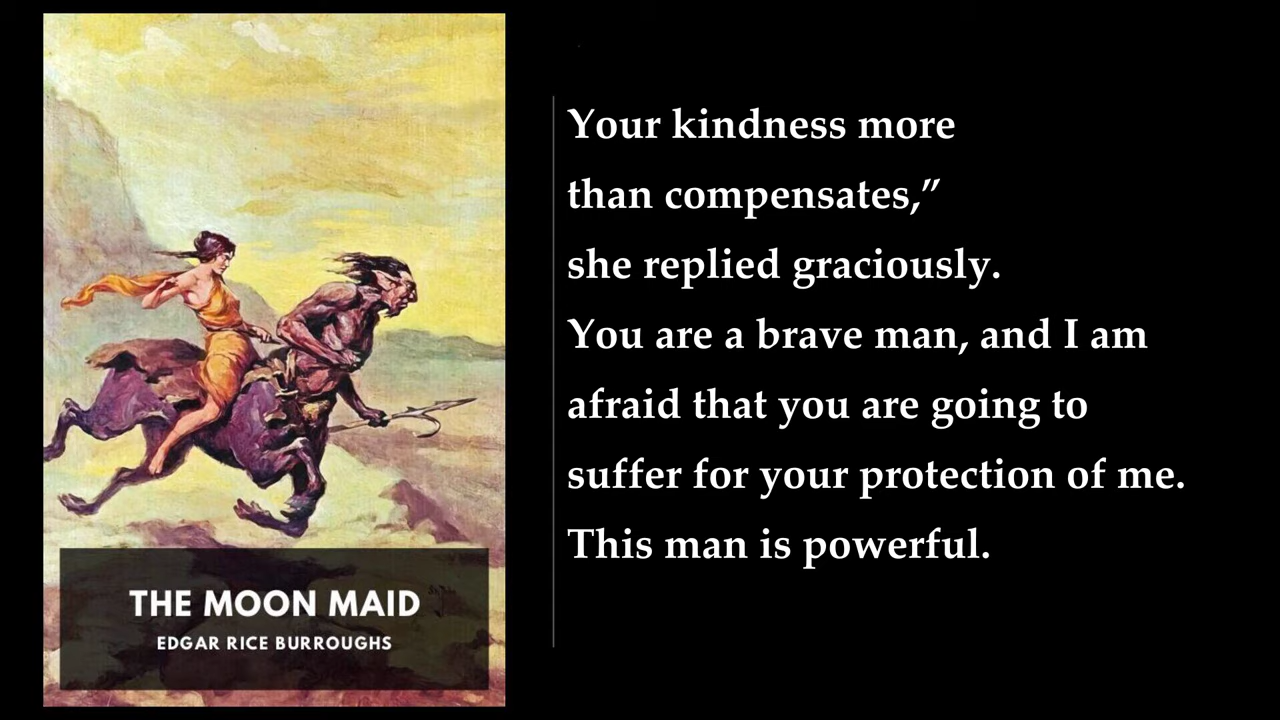 THE MOON MAID
EDGAR RICE BURROUGHS
Your kindness more
than compensates,”
she replied graciously.
You are a brave man, and I am
afraid that you are going to
suffer for your protection of me.
This man is powerful.